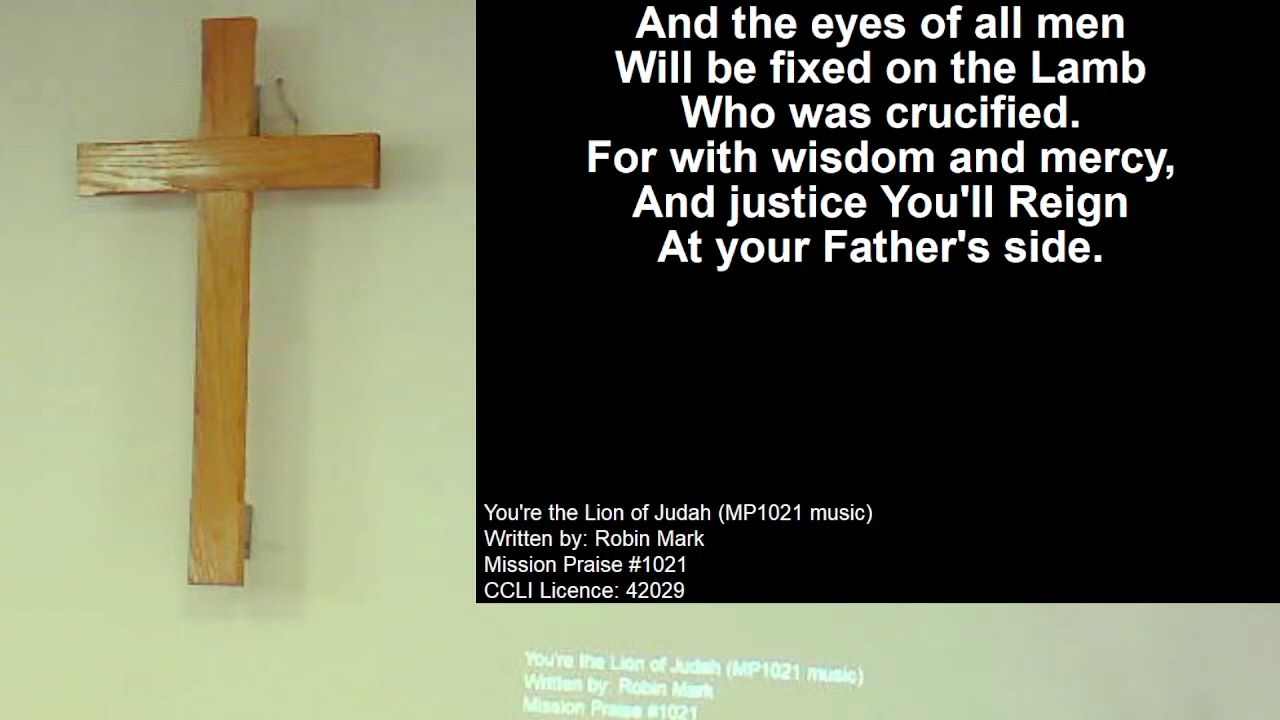 And the eyes of all men
Will be fixed on the Lamb
Who was crucified.
For with wisdom and mercy,
And justice You'll Reign
At your Father's side.
You're the Lion of Judah (MP1021 music)
Written by: Robin Mark
Mission Praise #1021
CCLI Licence: 42029
You're the Lion of Judah (MP1021 music)
Written by: Robin Mark
Mission Praise #1021